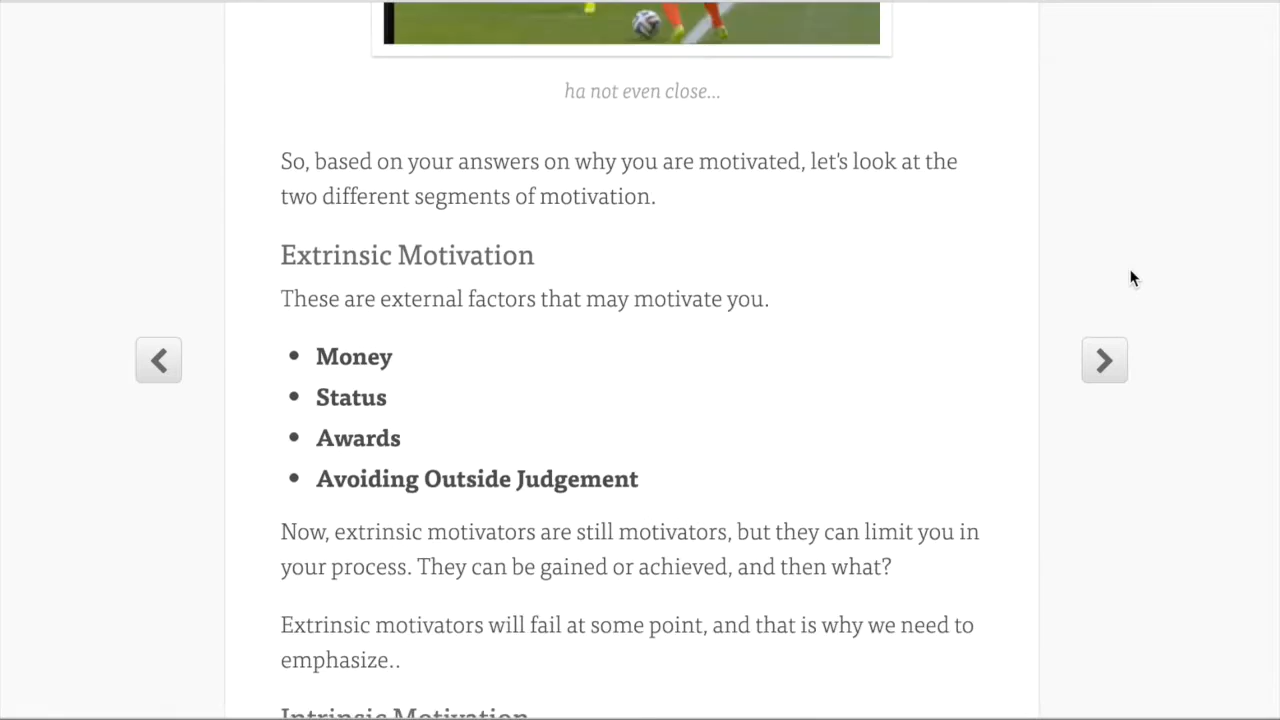 ha not even close...
So, based on your answers on why you are motivated, let's look at the
two different segments of motivation.
Extrinsic Motivation
These are external factors that may motivate you.
• Money
• Status
• Awards
• Avoiding Outside Judgement
Now, extrinsic motivators are still motivators, but they can limit you in
your process. They can be gained or achieved, and then what?
Extrinsic motivators will fail at some point, and that is why we need to
emphasize..
Intrinsic Motivation